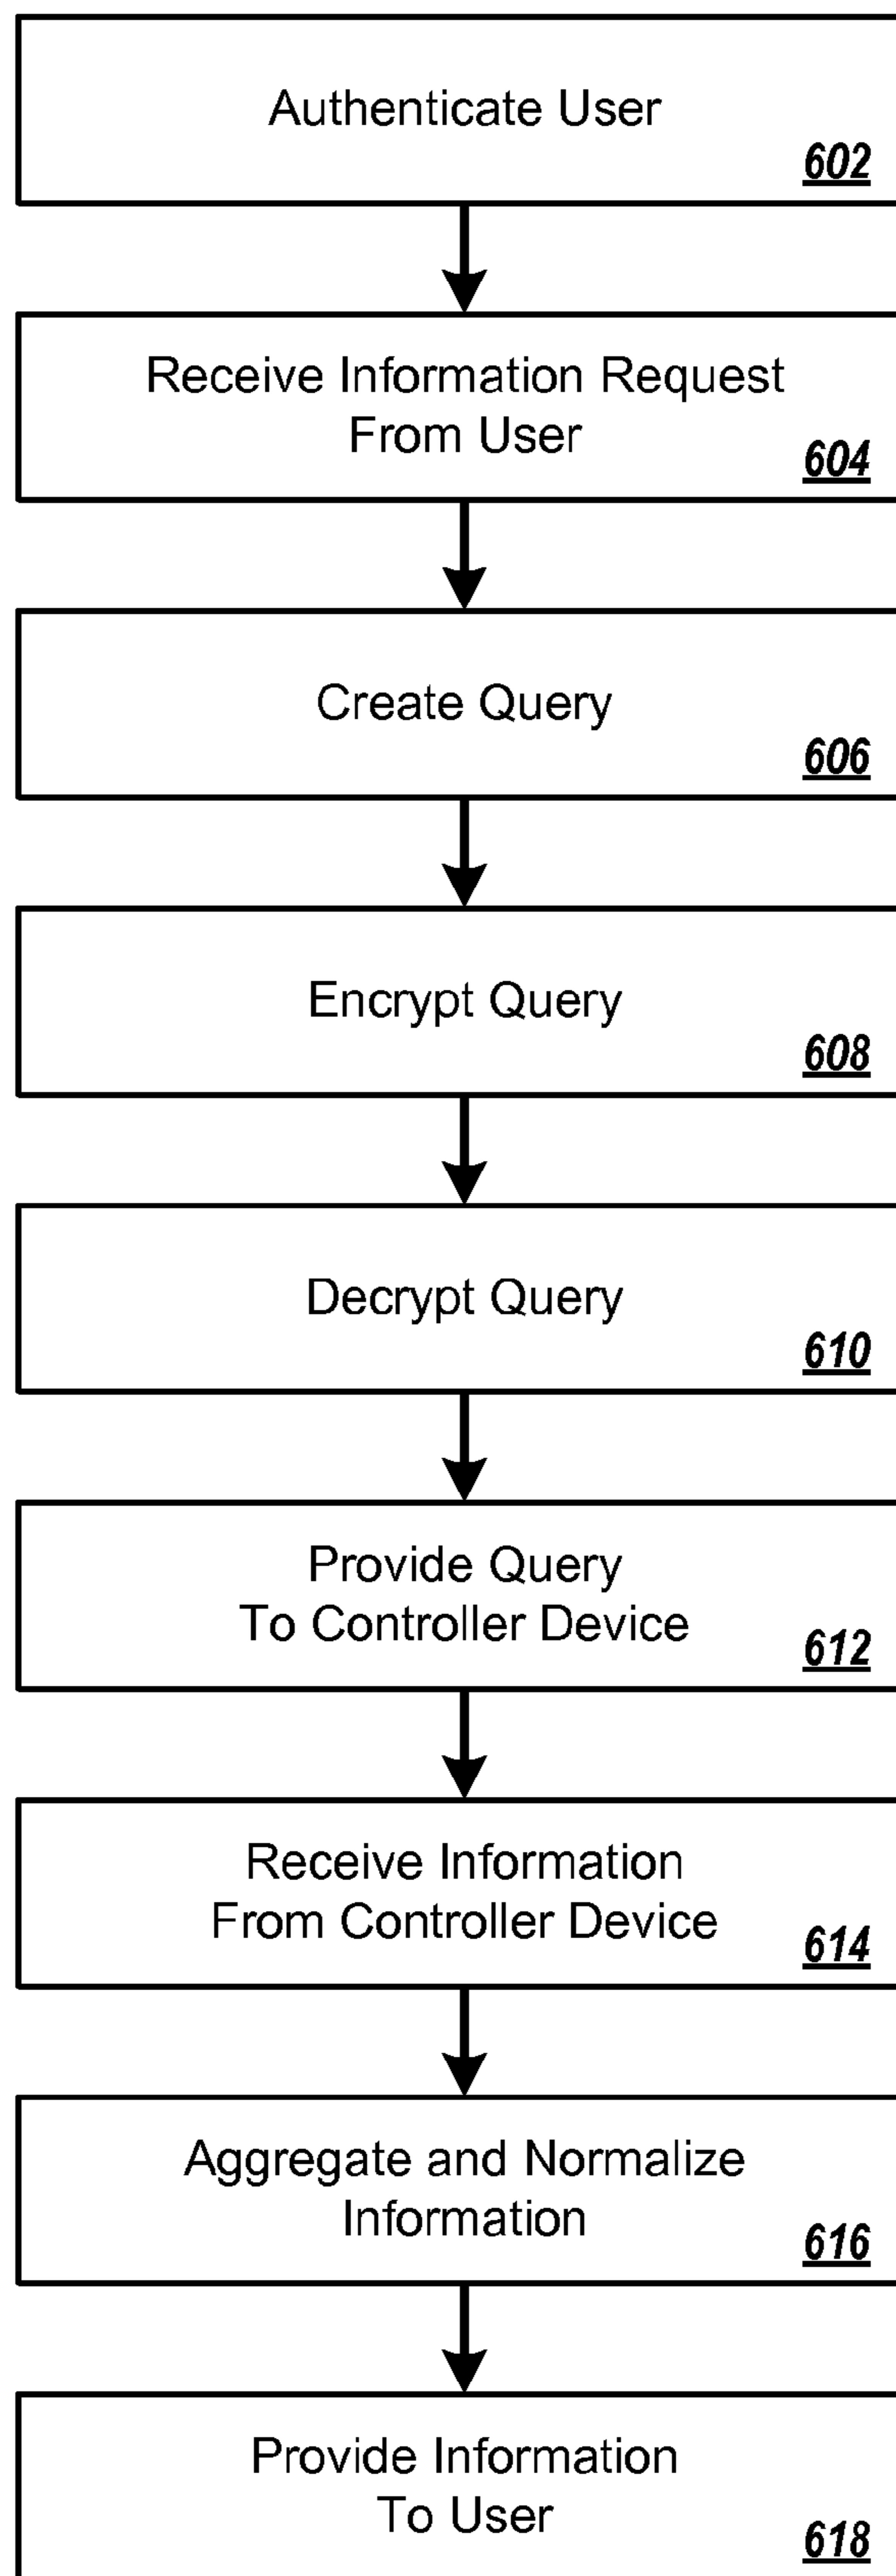 Authenticate User
602
Receive Information Request
From User
604
Create Query
606
Encrypt Query
608
Decrypt Query
610
Provide Query
To Controller Device
612
Receive Information
From Controller Device
614
Aggregate and Normalize
Information
616
Provide Information
To User
618